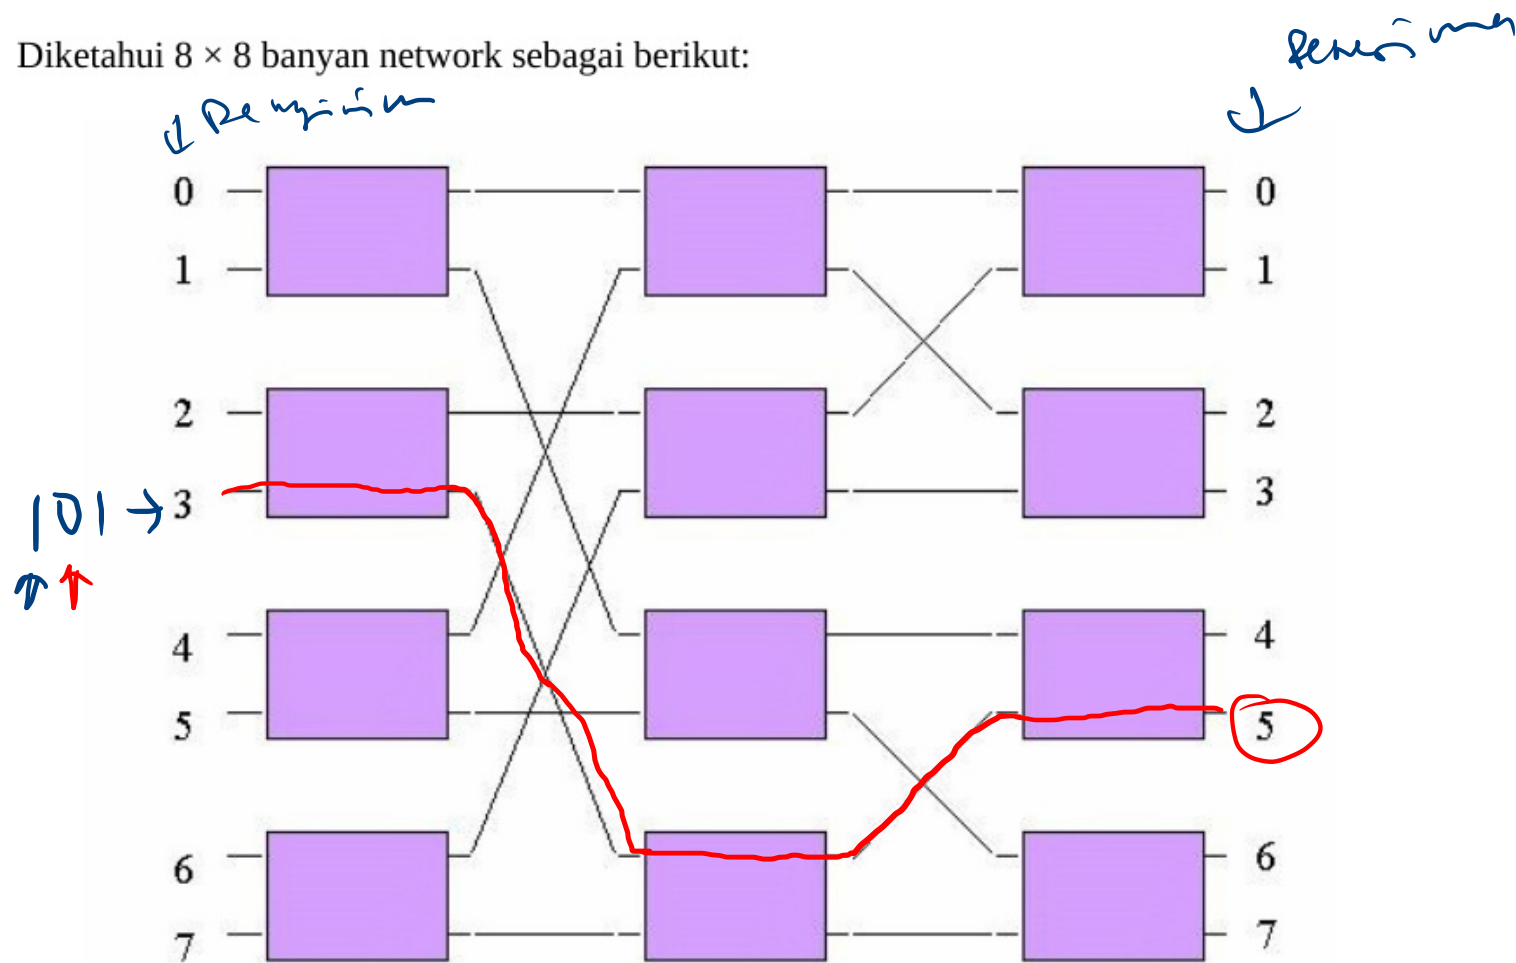 Diketahui 8 × 8 banyan network sebagai berikut:
Pengirim
Penerima
0 0
1 1
2 2
101 → 3 3
4 4
5 5
6 6
7 7